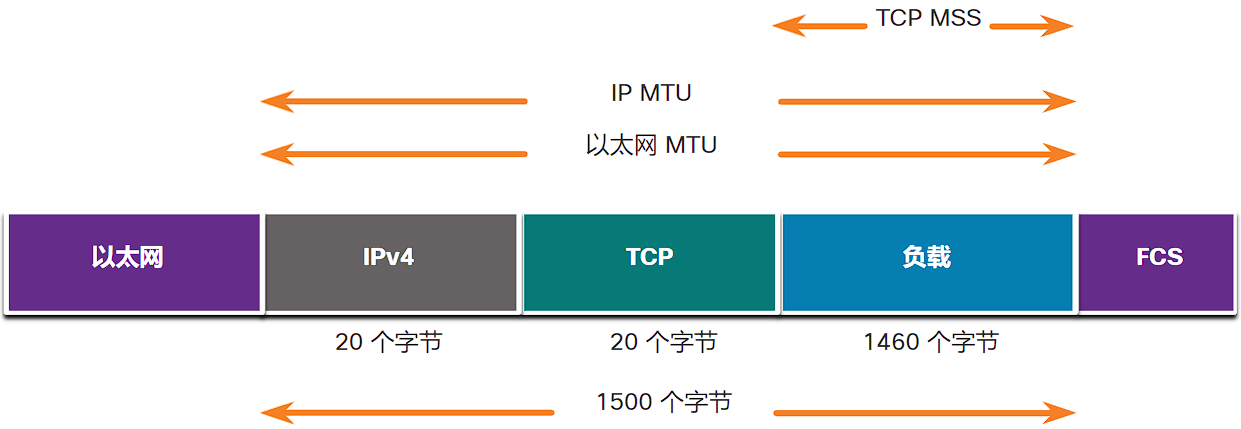 TCP MSS
IP MTU
以太网 MTU
以太网 IPv4 TCP 负载 FCS
20 个字节 20 个字节 1460 个字节
1500 个字节